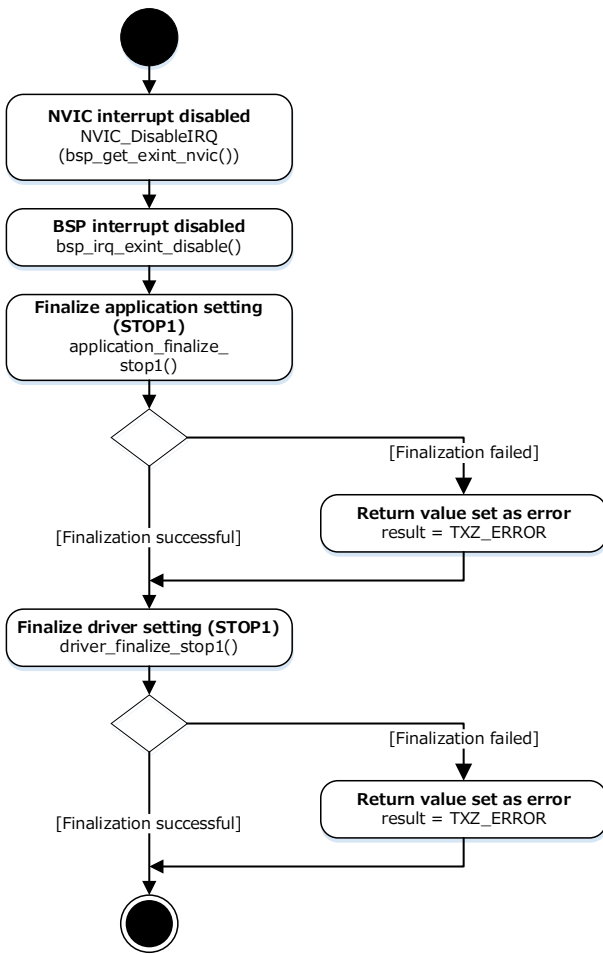 NVIC interrupt disabled
NVIC_DisableIRQ
(bsp_get_exint_nvic())
BSP interrupt disabled
bsp_irq_exint_disable()
Finalize application setting
(STOP1)
application_finalize_
stop1()
[Finalization failed]
Return value set as error
result = TXZ_ERROR
[Finalization successful]
Finalize driver setting (STOP1)
driver_finalize_stop1()
[Finalization failed]
Return value set as error
result = TXZ_ERROR
[Finalization successful]